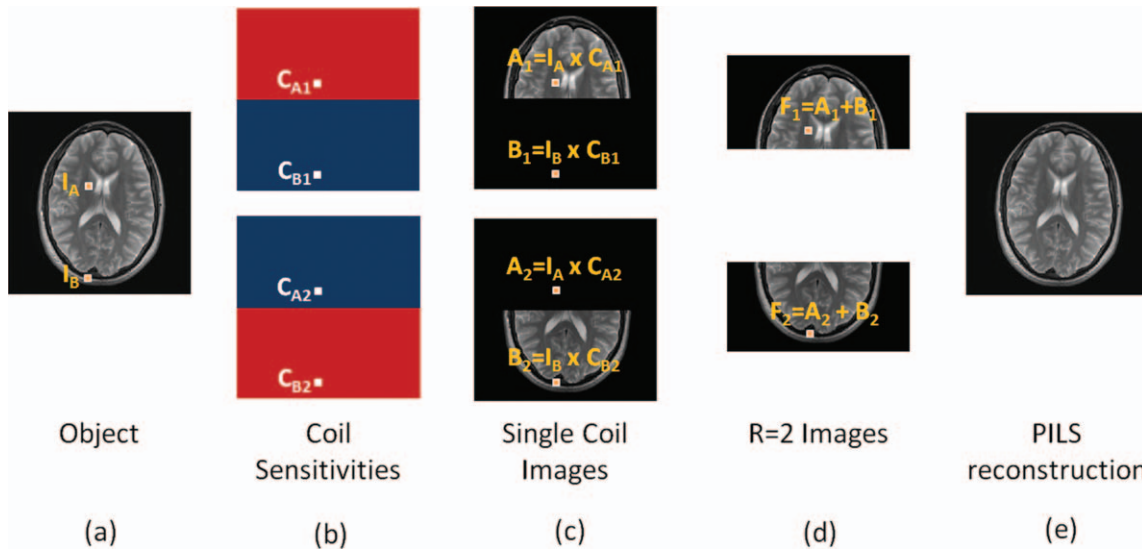 I_A
I_B
C_A1
C_B1
C_A2
C_B2
A_1=I_A x C_A1
B_1=I_B x C_B1
A_2=I_A x C_A2
B_2=I_B x C_B2
F_1=A_1+B_1
F_2=A_2 + B_2
Object
Coil
Sensitivities
Single Coil
Images
R=2 Images
PILS
reconstruction
(a)
(b)
(c)
(d)
(e)